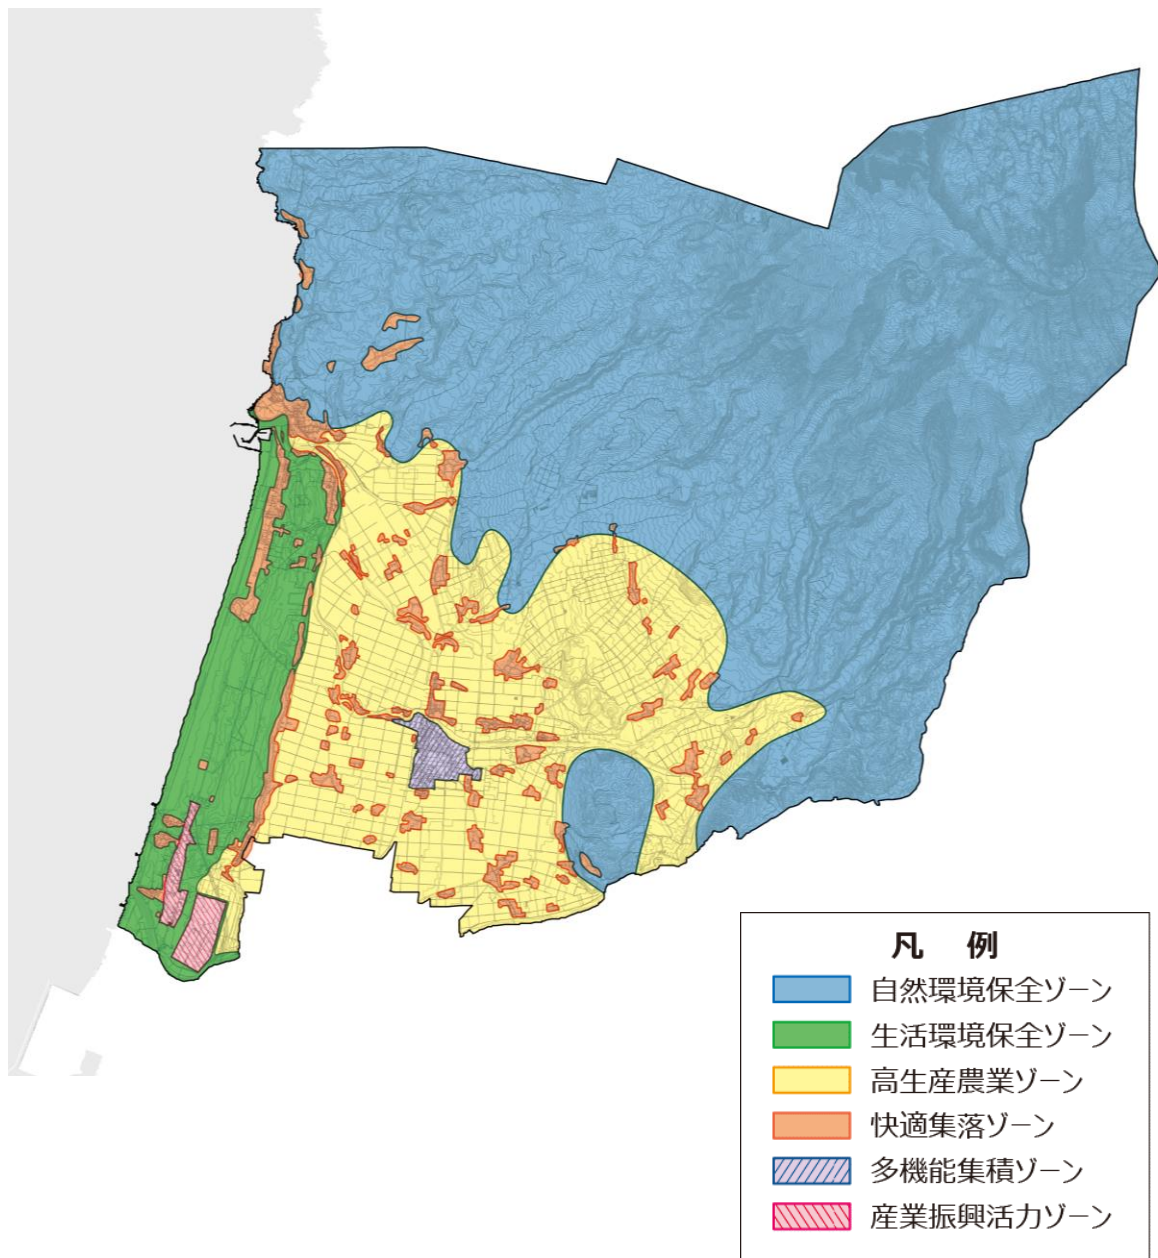 凡 例
自然環境保全ゾーン
生活環境保全ゾーン
高生産農業ゾーン
快適集落ゾーン
多機能集積ゾーン
産業振興活力ゾーン